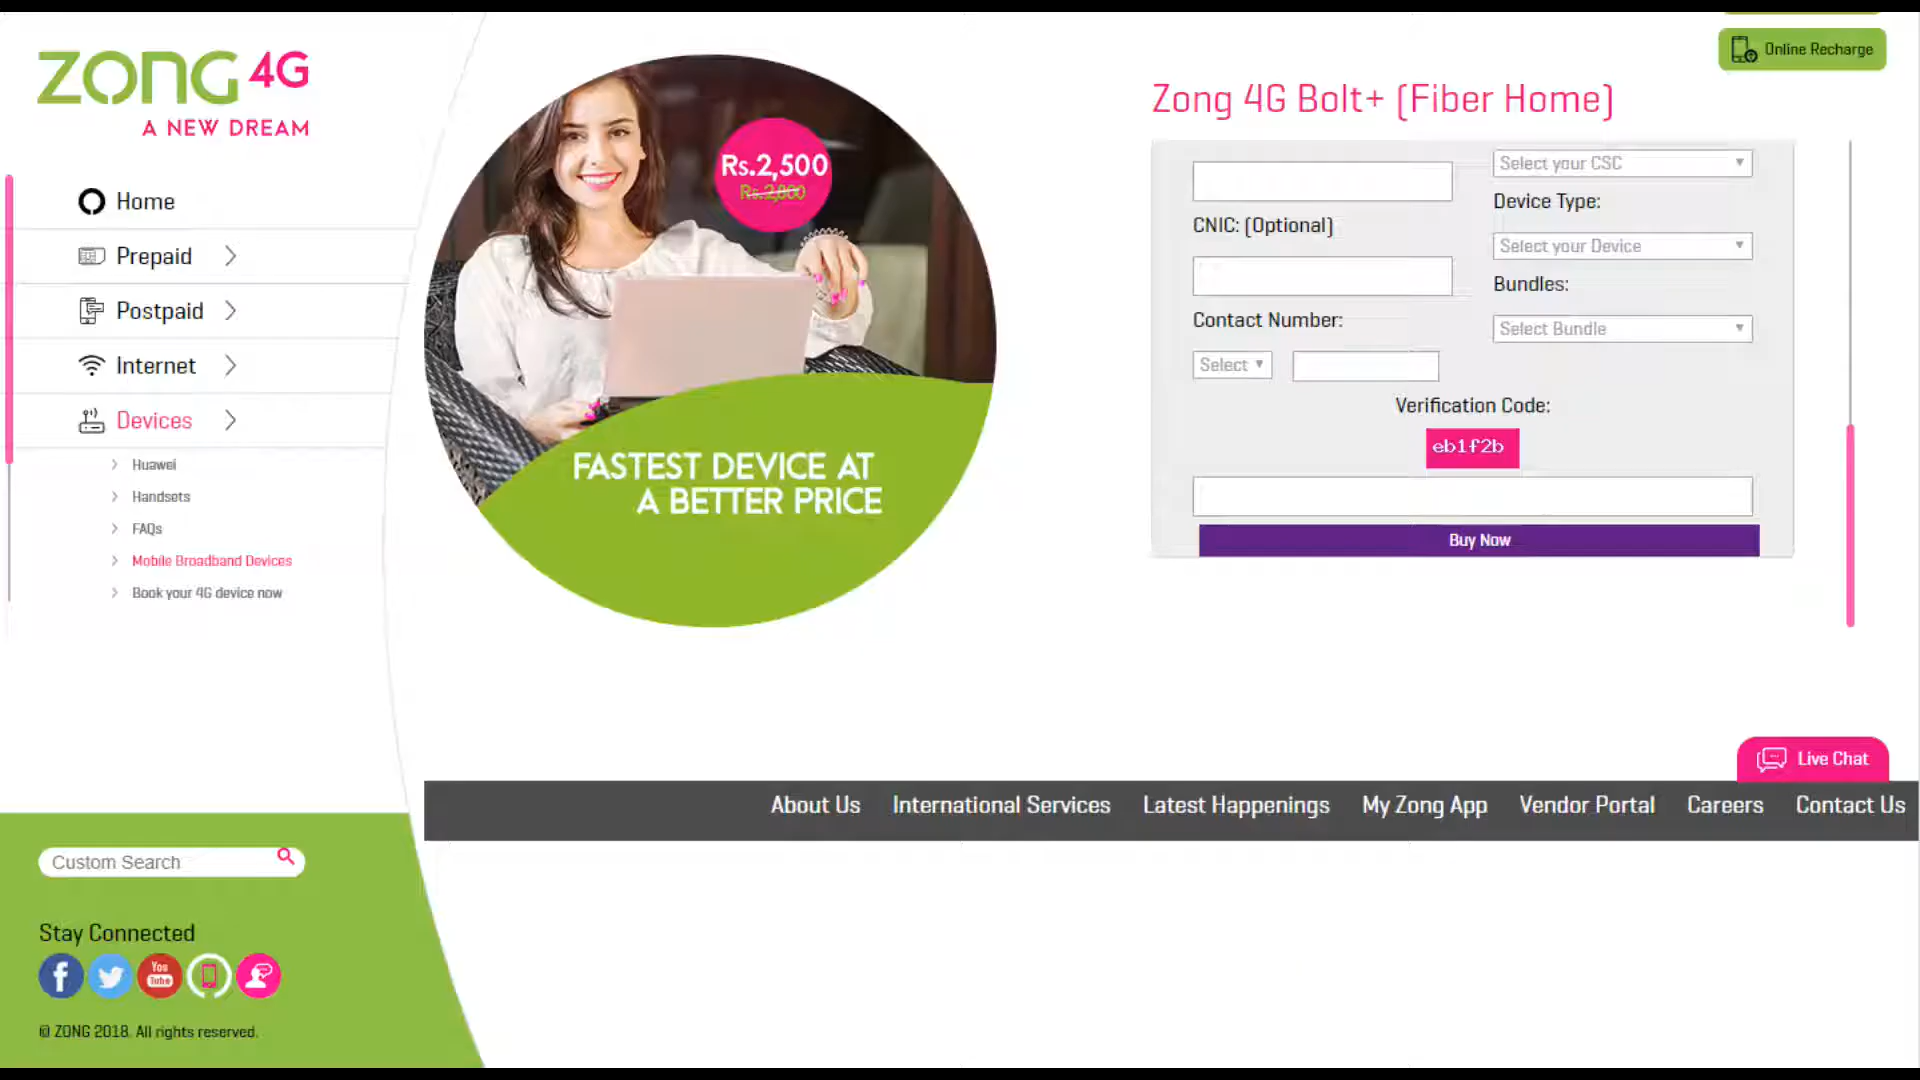 ZONG 4G
A NEW DREAM
Home
Prepaid
Postpaid
Internet
Devices
Huawei
Handsets
FAQs
Mobile Broadband Devices
Book your 4G device now
Custom Search
Stay Connected
You
Tube
© ZONG 2018. All rights reserved.
Rs.2,500
Rs.2,800
FASTEST DEVICE AT
A BETTER PRICE
Online Recharge
Zong 4G Bolt+ (Fiber Home)
CNIC: (Optional)
Contact Number:
Select
Select your CSC
Device Type:
Select your Device
Bundles:
Select Bundle
Verification Code:
eb1f2b
Buy Now
Live Chat
About Us International Services Latest Happenings My Zong App Vendor Portal Careers Contact Us